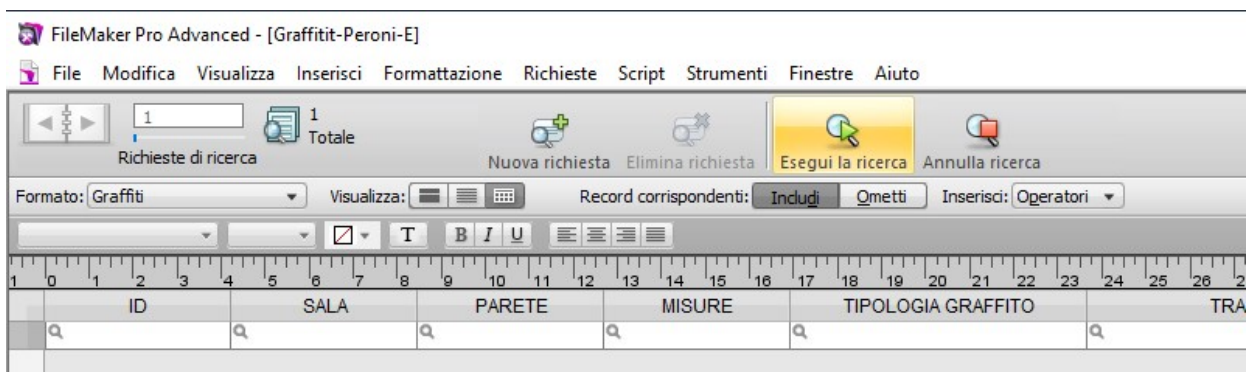 FileMaker Pro Advanced - [Graffitit-Peroni-E]
File Modifica Visualizza Inserisci Formattazione Richieste Script Strumenti Finestre Aiuto
1
1
Totale
Richieste di ricerca
Nuova richiesta Elimina richiesta Esegui la ricerca Annulla ricerca
Formato: Graffiti Visualizza: Record corrispondenti: Includi Ometti Inserisci: Operatori
T B I U
1 0 1 2 3 4 5 6 7 8 9 10 11 12 13 14 15 16 17 18 19 20 21 22 23 24 25 26 2
ID SALA PARETE MISURE TIPOLOGIA GRAFFITO TRA